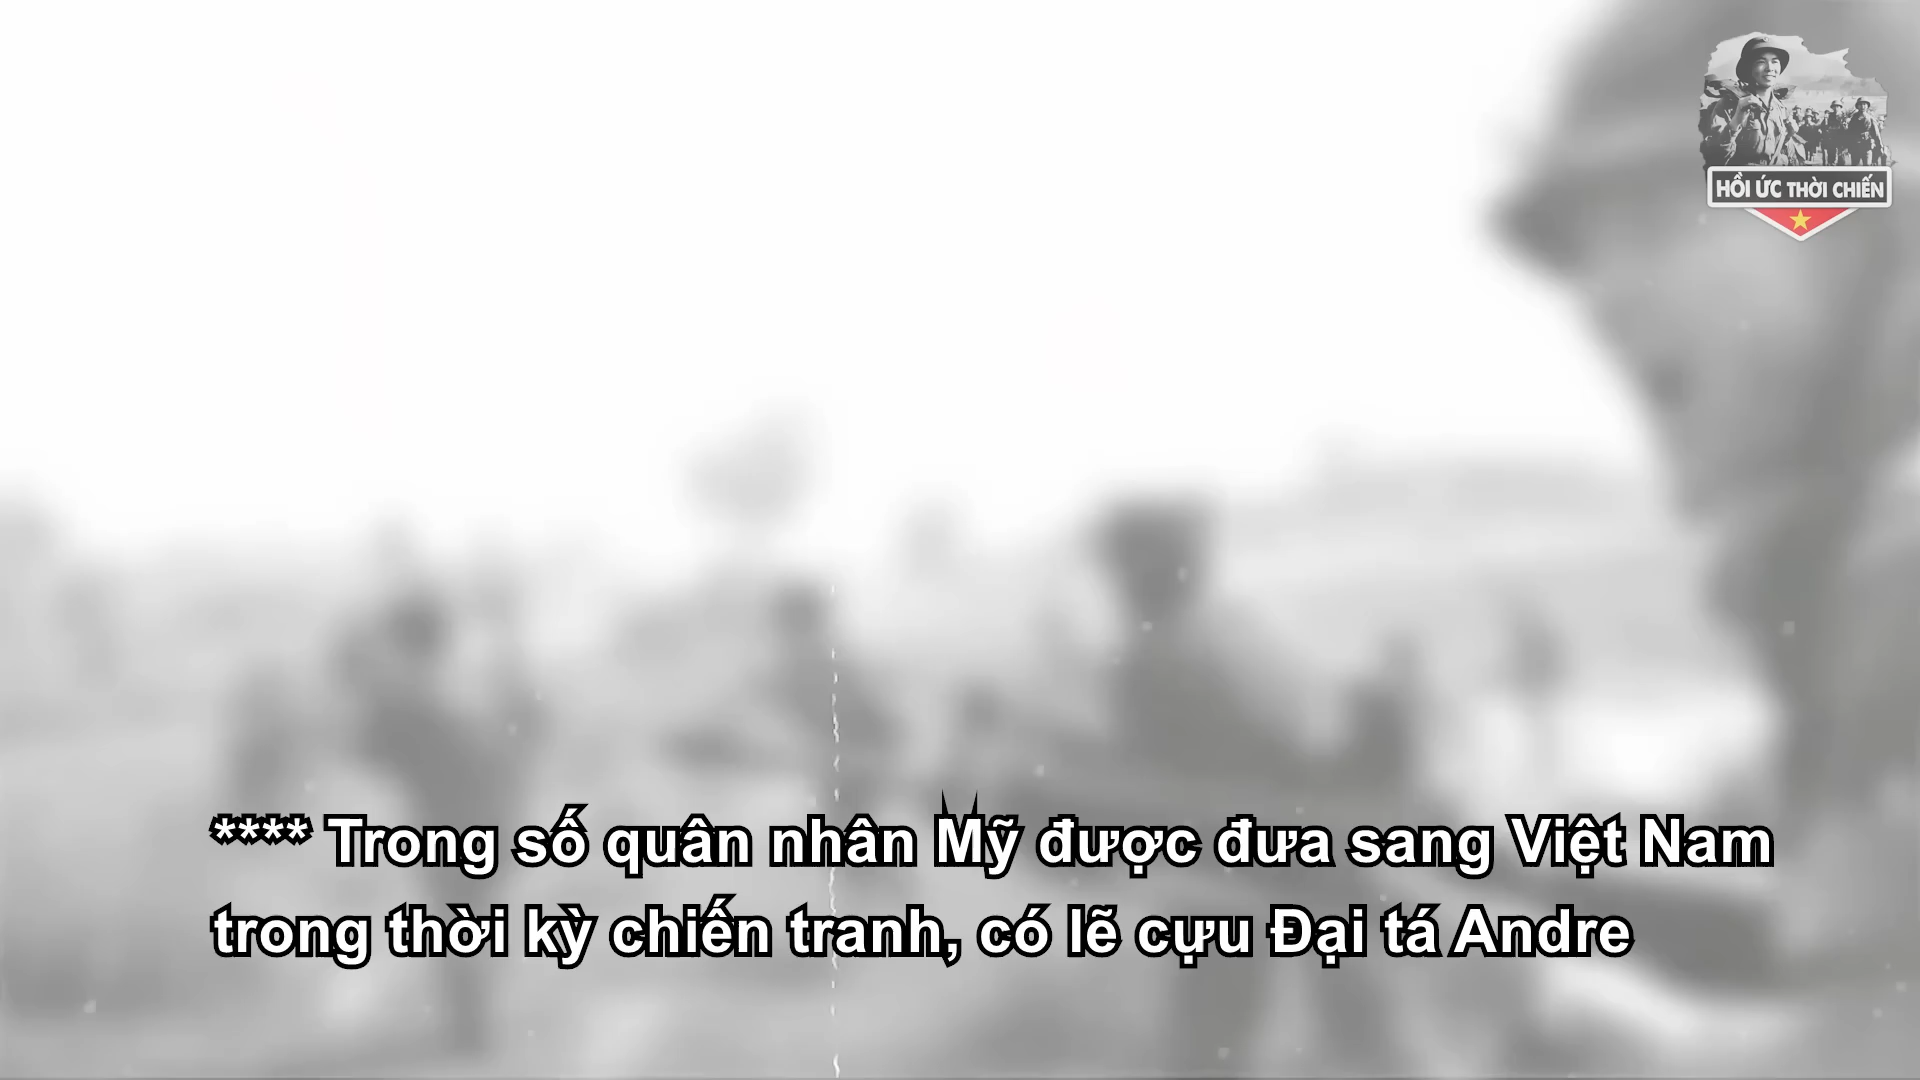 HỒI ỨC THỜI CHIẾN
**** Trong số quân nhân Mỹ được đưa sang Việt Nam
trong thời kỳ chiến tranh, có lẽ cựu Đại tá Andre